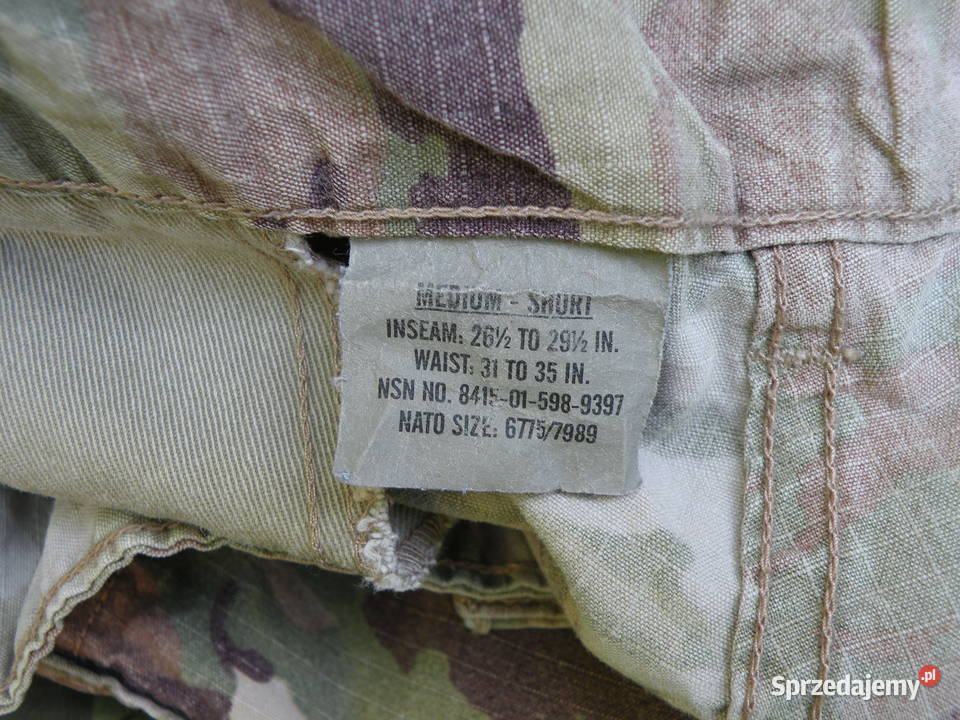 MEDIUM - SHORT
INSEAM: 26½ TO 29½ IN.
WAIST: 31 TO 35 IN.
NSN NO. 8415-01-598-9397
NATO SIZE: 6775/7989
Sprzedajemy.pl